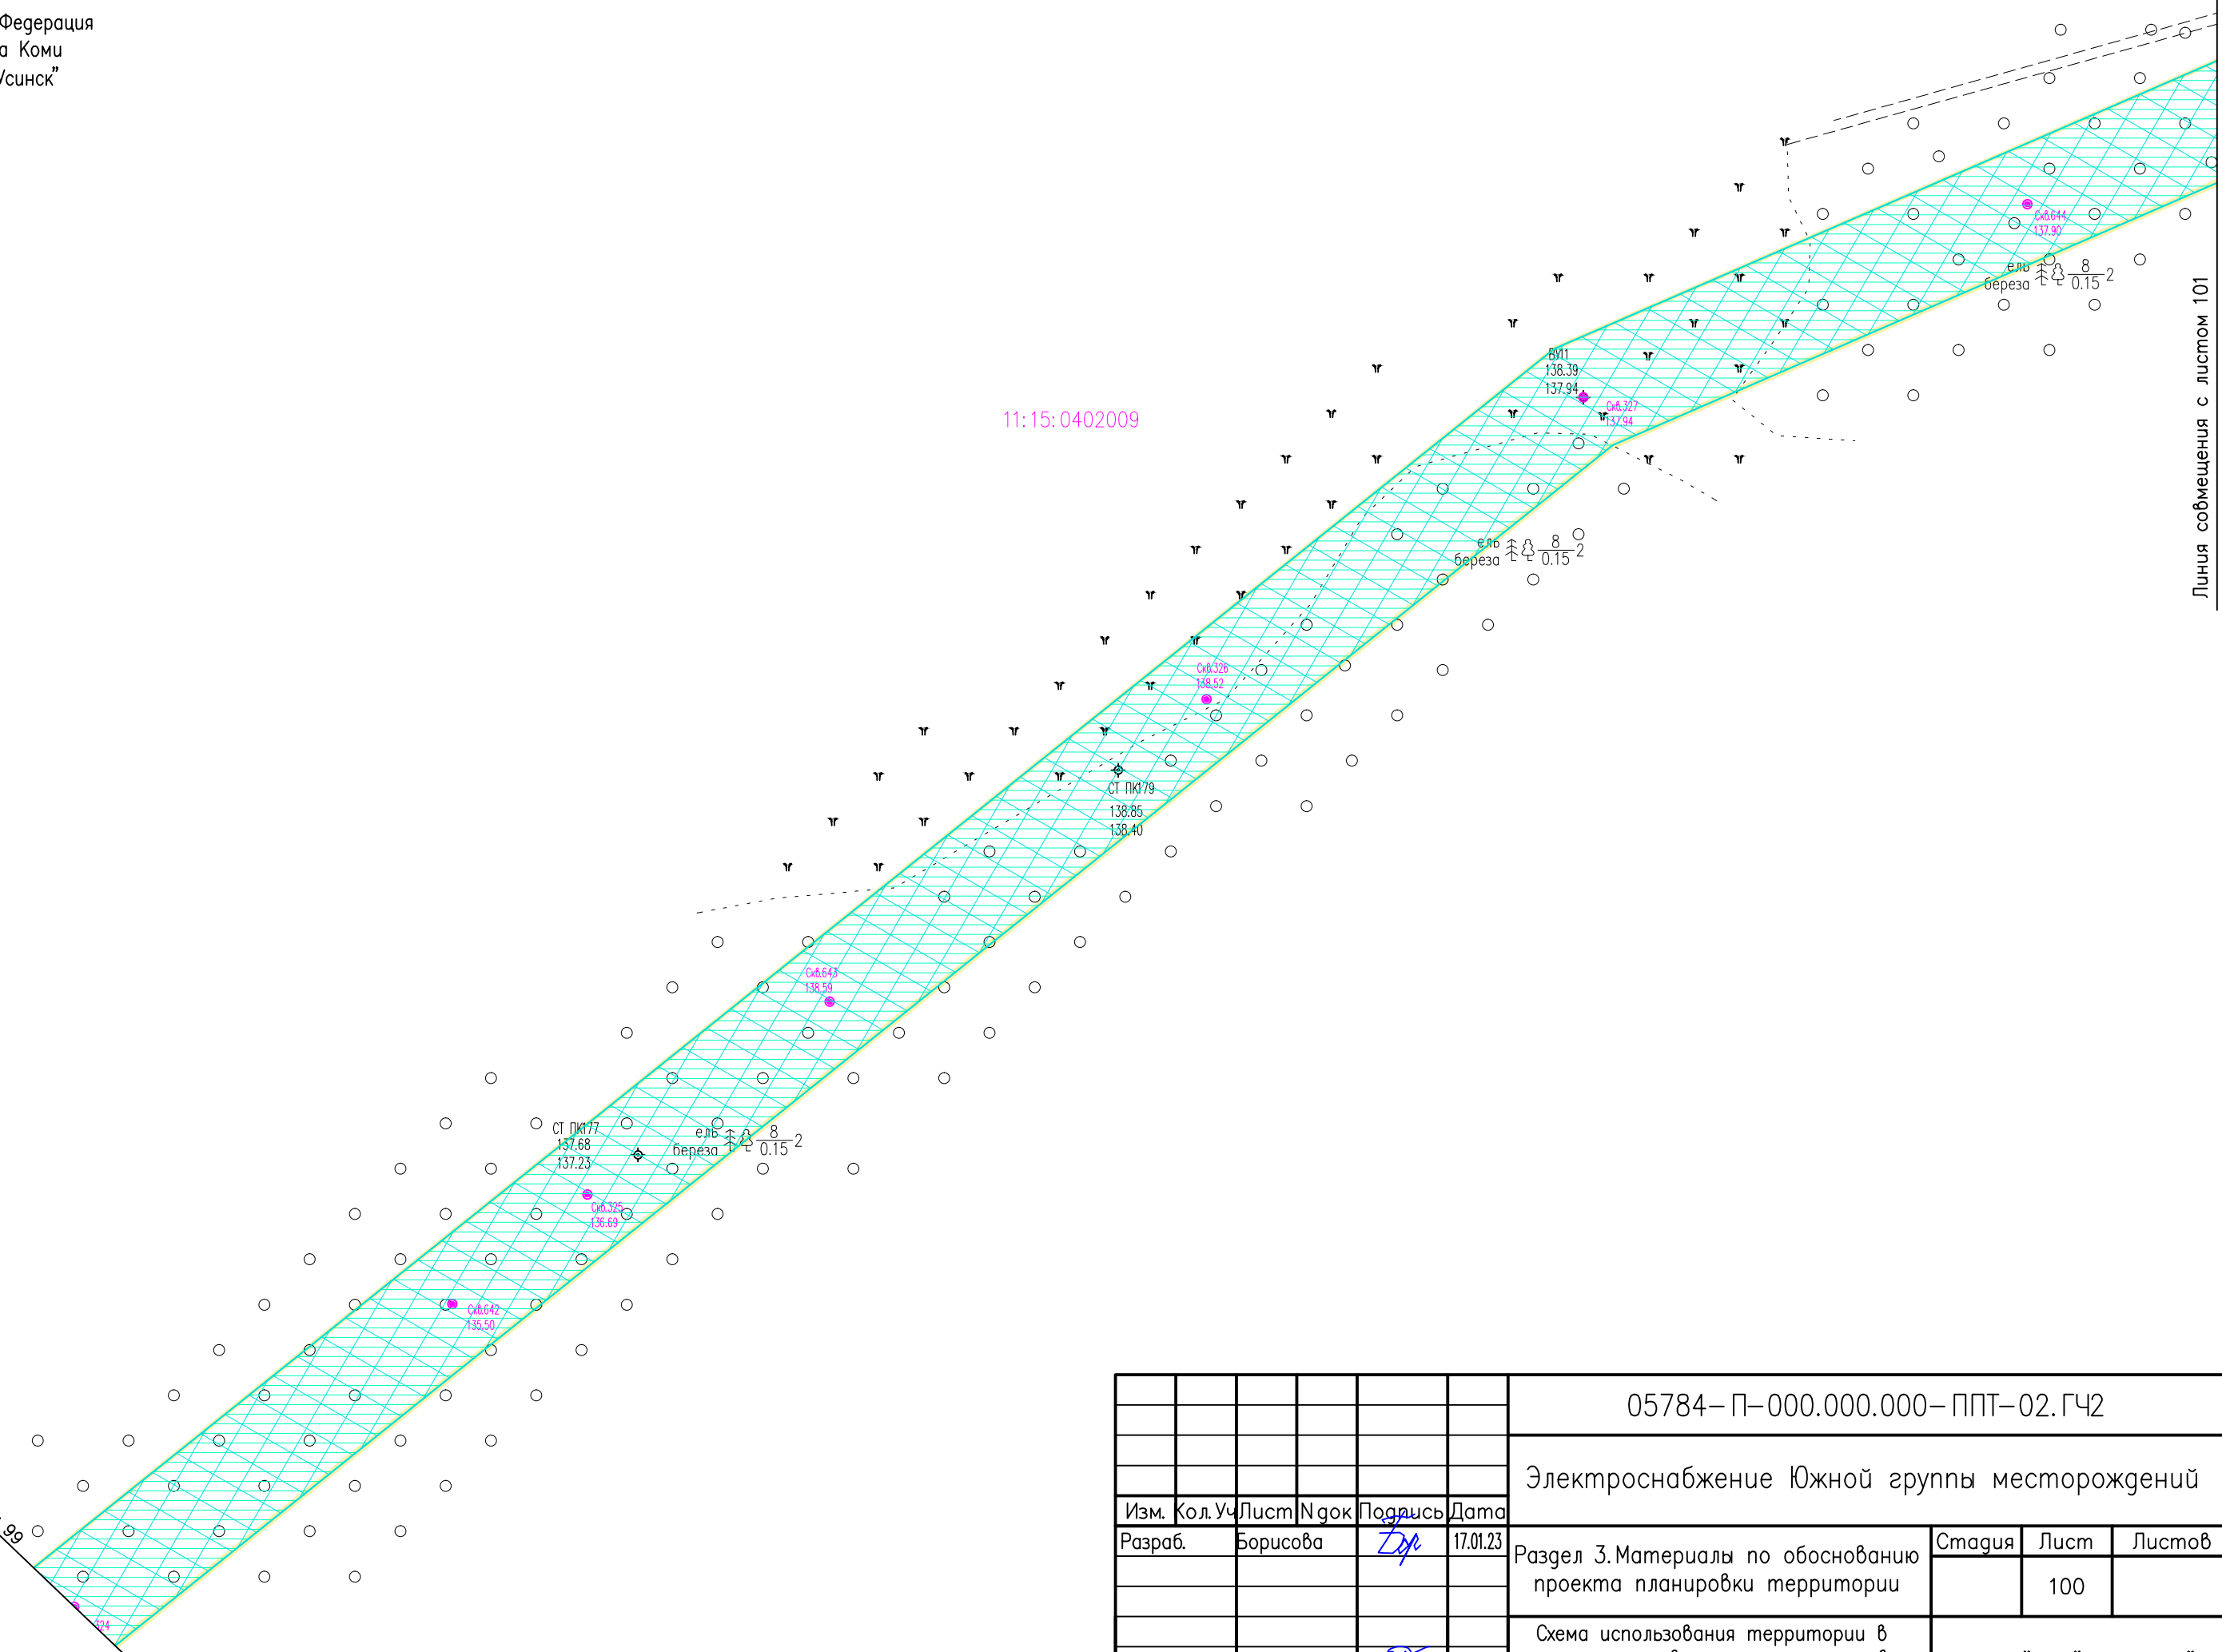 Федерация
а Коми
Усинск"
Линия совмещения с листом 101
Скв.644
137.90
ель 8
береза 0.15 2
ВУ11
138.39
137.94
Скв.327
137.94
11:15:0402009
ель 8
береза 0.15 2
Скв.326
138.52
СТ ПК179
138.85
138.40
Скв.643
138.59
СТ ПК177
137.68
137.23
ель 8
береза 0.15 2
Скв.325
136.69
Скв.642
135.50
99
324
05784-П-000.000.000-ППТ-02.ГЧ2
Электроснабжение Южной группы месторождений
Изм. Кол.Уч Лист N док Подпись Дата
Разраб. Борисова 17.01.23
Раздел 3.Материалы по обоснованию
проекта планировки территории
Стадия Лист Листов
100
Схема использования территории в